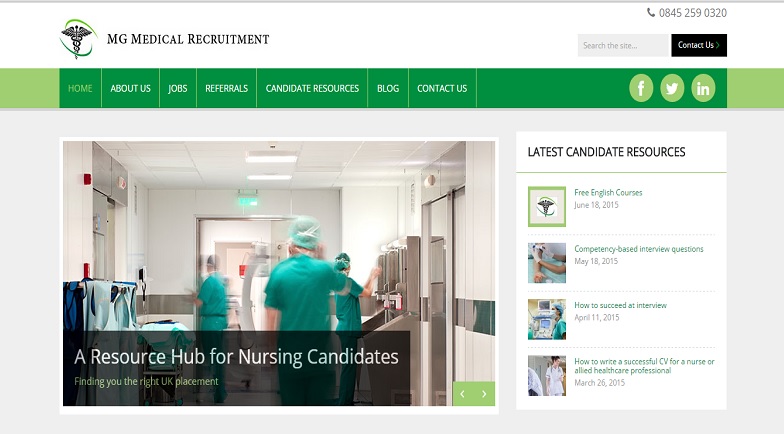 0845 259 0320
MG MEDICAL RECRUITMENT
Search the site...
Contact Us
HOME
ABOUT US
JOBS
REFERRALS
CANDIDATE RESOURCES
BLOG
CONTACT US
A Resource Hub for Nursing Candidates
Finding you the right UK placement
LATEST CANDIDATE RESOURCES
Free English Courses
June 18, 2015
Competency-based interview questions
May 18, 2015
How to succeed at interview
April 11, 2015
How to write a successful CV for a nurse or
allied healthcare professional
March 26, 2015